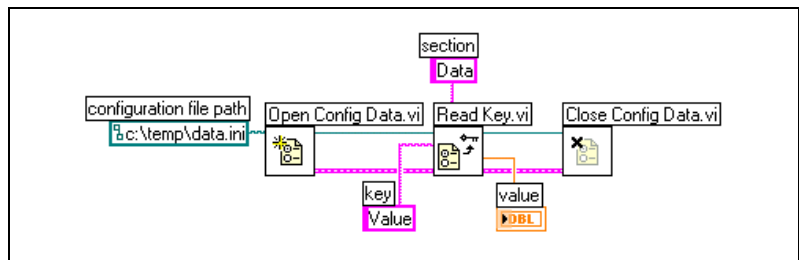 section
Data
configuration file path
Open Config Data.vi
Read Key.vi
Close Config Data.vi
c:\temp\data.ini
key
value
Value
DBL